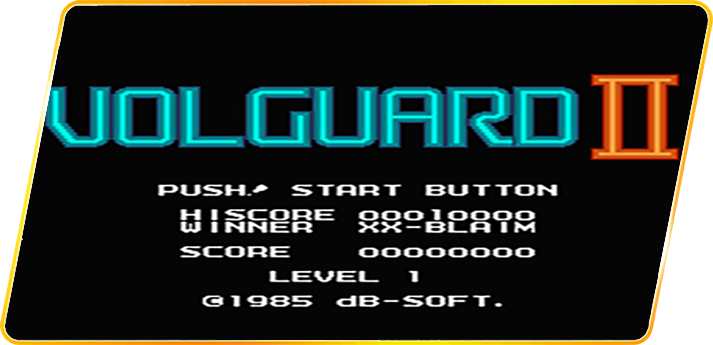 VOLGUARD II
PUSH! START BUTTON
HISCORE 00010000
WINNER XX-BLAIM
SCORE 00000000
LEVEL 1
©1985 dB-SOFT.